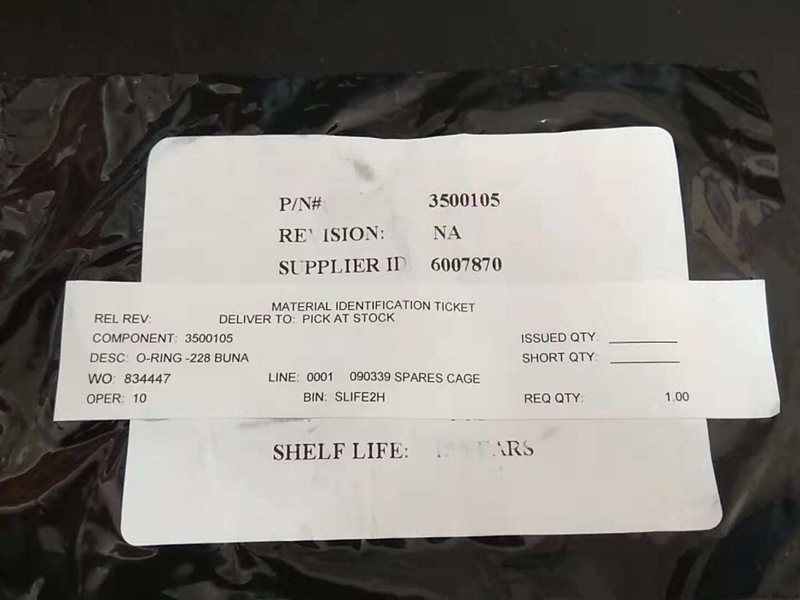 P/N# 3500105
REVISION: NA
SUPPLIER ID 6007870
MATERIAL IDENTIFICATION TICKET
REL REV: DELIVER TO: PICK AT STOCK
COMPONENT: 3500105 ISSUED QTY:
DESC: O-RING -228 BUNA SHORT QTY:
WO: 834447 LINE: 0001 090339 SPARES CAGE
OPER: 10 BIN: SLIFE2H REQ QTY: 1.00
SHELF LIFE: